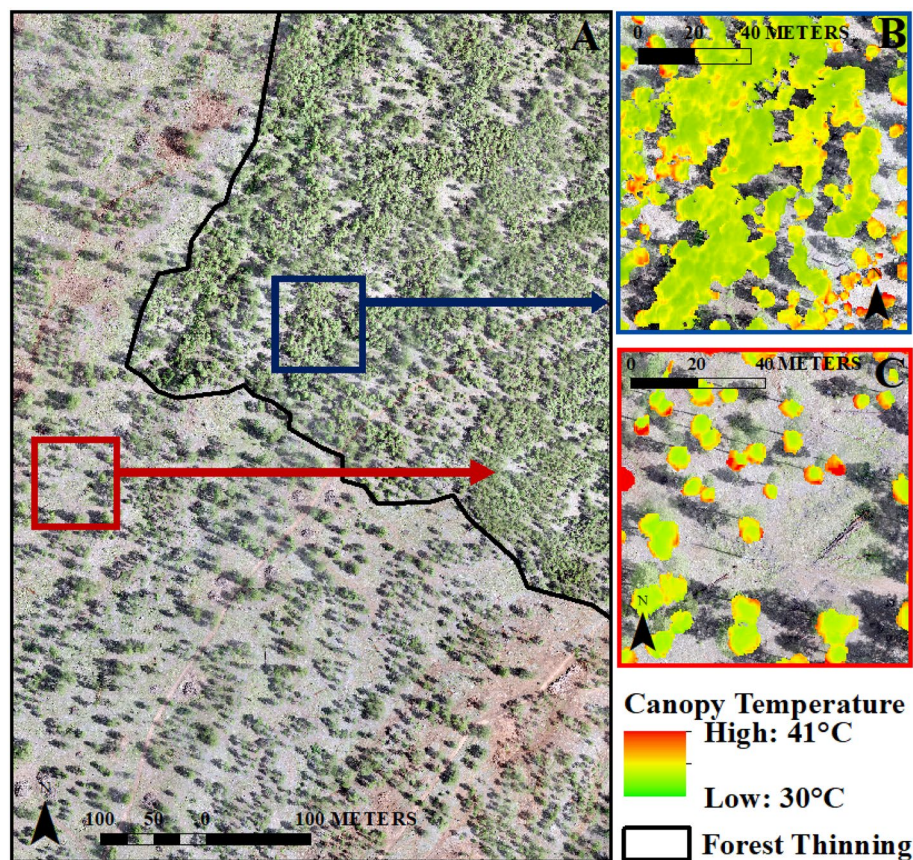 A
N
100 50 0 100 METERS
0 20 40 METERS
B
C
0 20 40 METERS
N
Canopy Temperature
High: 41°C
Low: 30°C
Forest Thinning